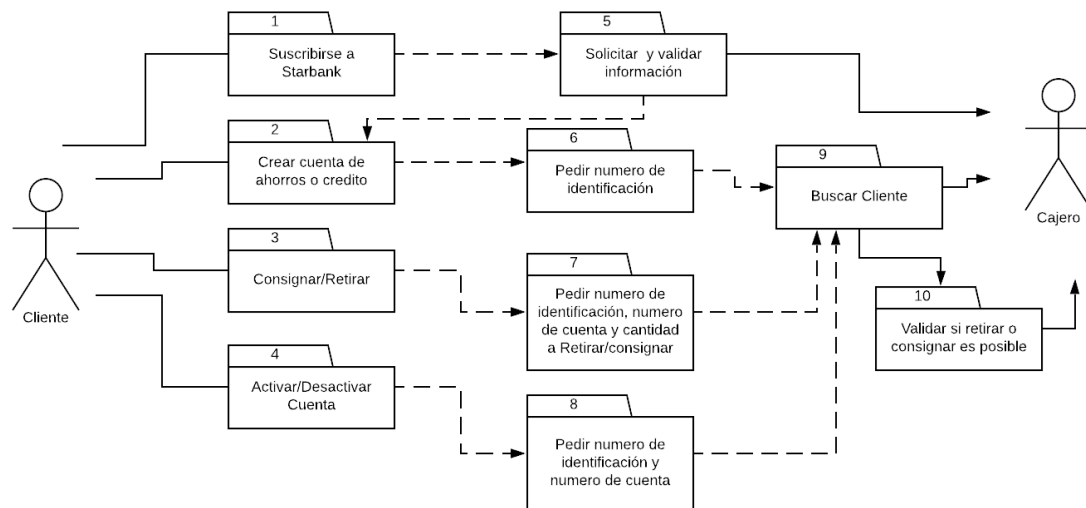 1
Suscribirse a
Starbank
5
Solicitar y validar
información
2
Crear cuenta de
ahorros o credito
6
Pedir numero de
identificación
9
Buscar Cliente
Cajero
3
Consignar/Retirar
7
Pedir numero de
identificación, numero
de cuenta y cantidad
a Retirar/consignar
10
Validar si retirar o
consignar es posible
Cliente
4
Activar/Desactivar
Cuenta
8
Pedir numero de
identificación y
numero de cuenta